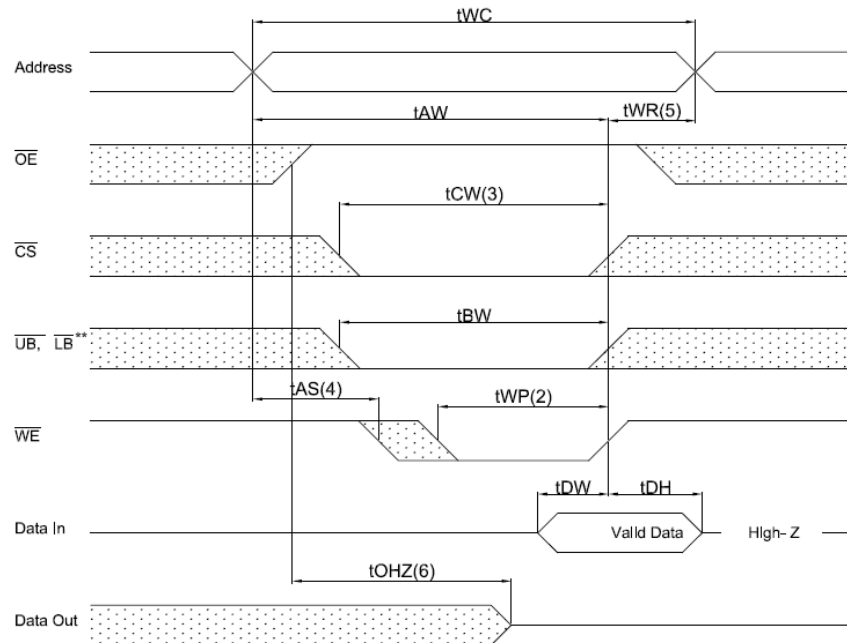 tWC
Address
tAW
tWR(5)
OE
tCW(3)
CS
tBW
UB, LB**
tAS(4)
tWP(2)
WE
tDW
tDH
Data In
Valid Data
High-Z
tOHZ(6)
Data Out